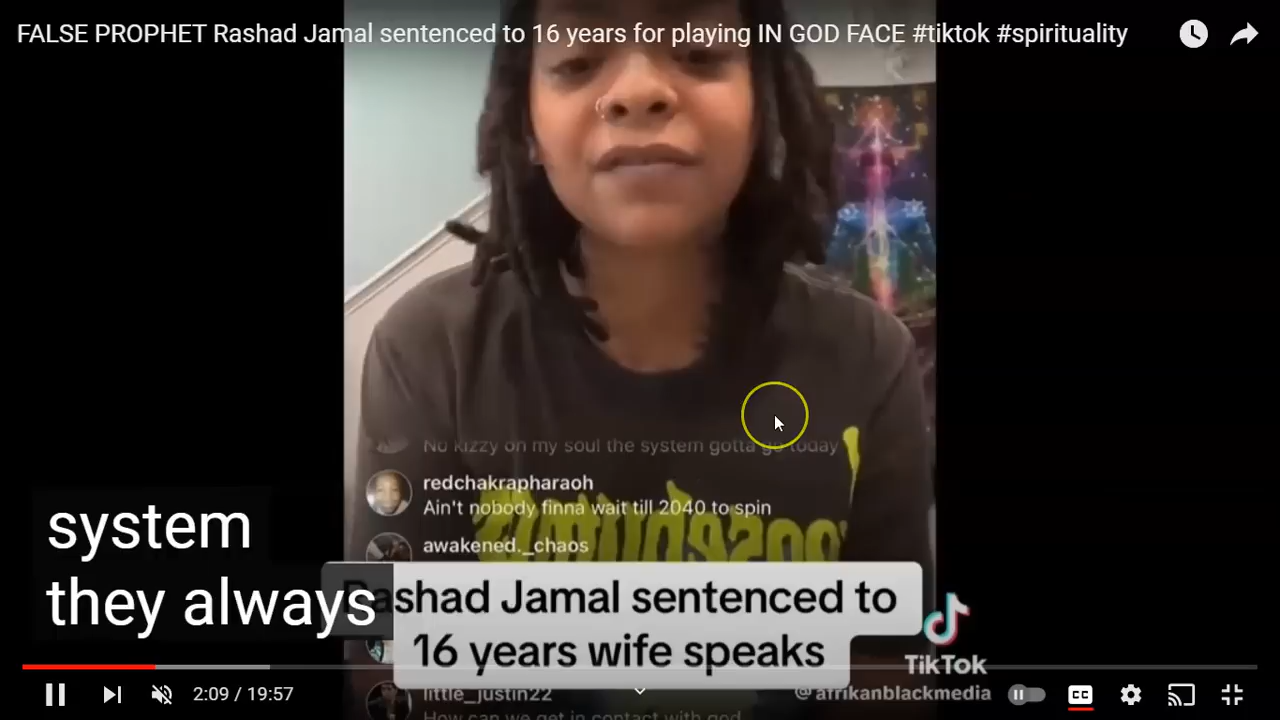 FALSE PROPHET Rashad Jamal sentenced to 16 years for playing IN GOD FACE #tiktok #spirituality
No kizzy on my soul the system gotta go today
redchakrapharaoh
Ain't nobody finna wait till 2040 to spin
awakened._chaos
system
they always
Rashad Jamal sentenced to
16 years wife speaks
TikTok
@afrikanblackmedia
little_justin22
How can we get in contact with god
2:09 / 19:57
CC